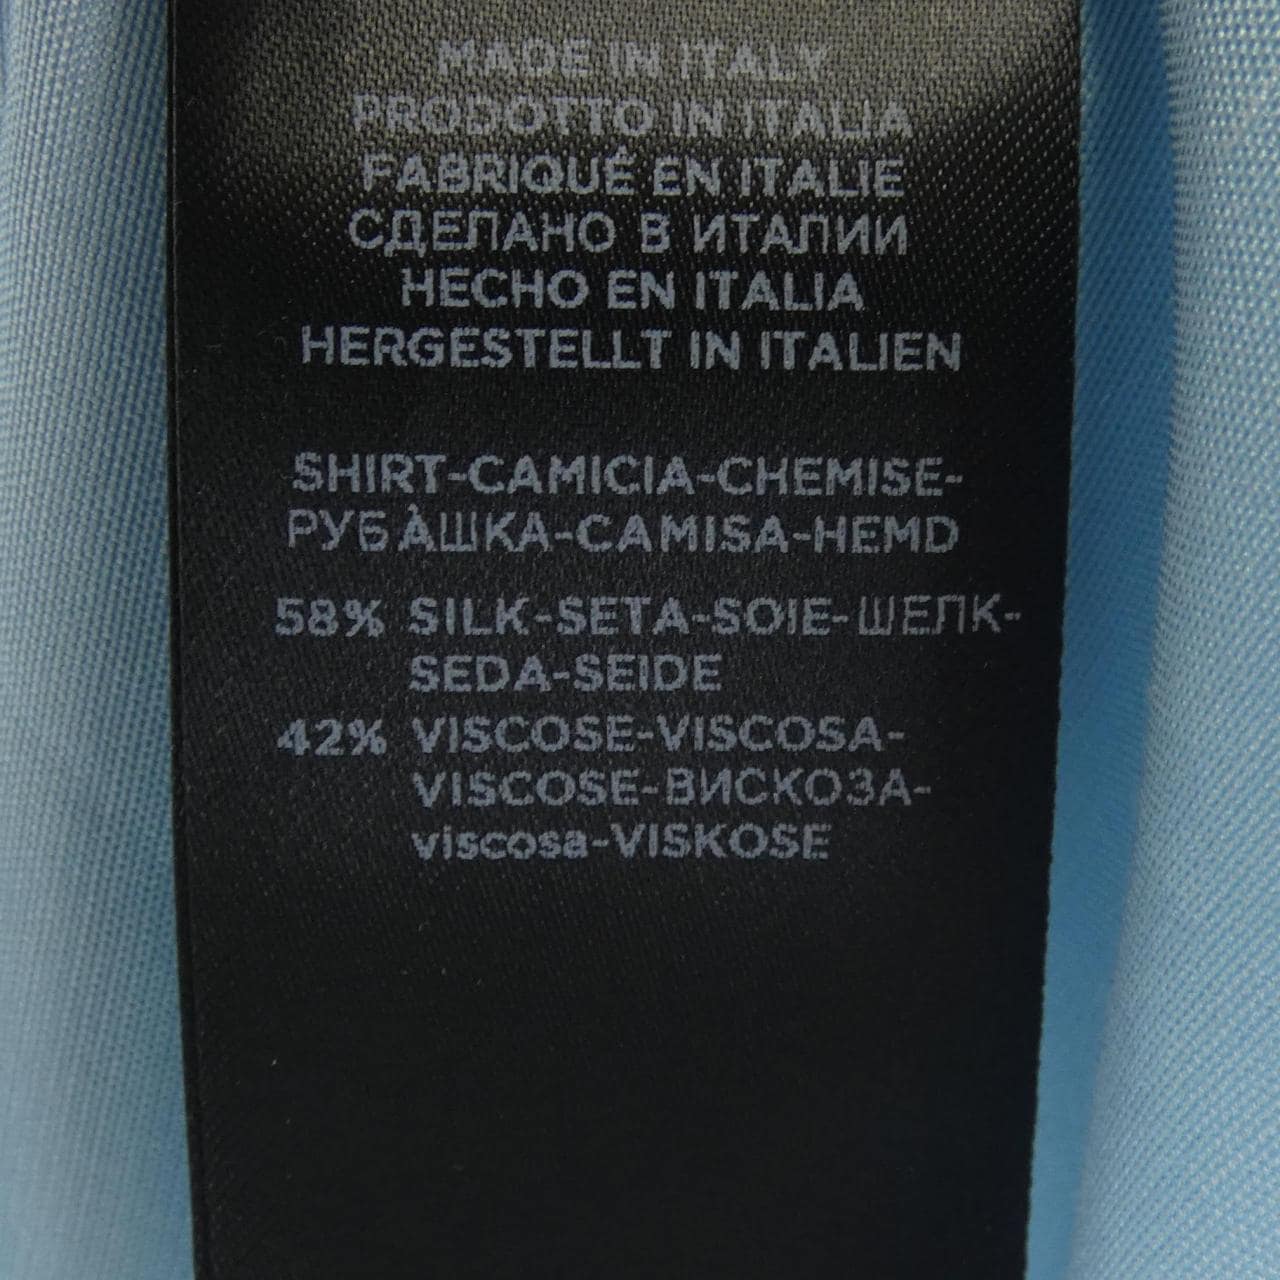 MADE IN ITALY
PRODOTTO IN ITALIA
FABRIQUÉ EN ITALIE
СДЕЛАНО В ИТАЛИИ
HECHO EN ITALIA
HERGESTELLT IN ITALIEN
SHIRT-CAMICIA-CHEMISE-
РУБÀШКА-CAMISA-HEMD
58% SILK-SETA-SOIE-ШЕЛК-
SEDA-SEIDE
42% VISCOSE-VISCOSA-
VISCOSE-ВИСКОЗА-
viscosa-VISKOSE